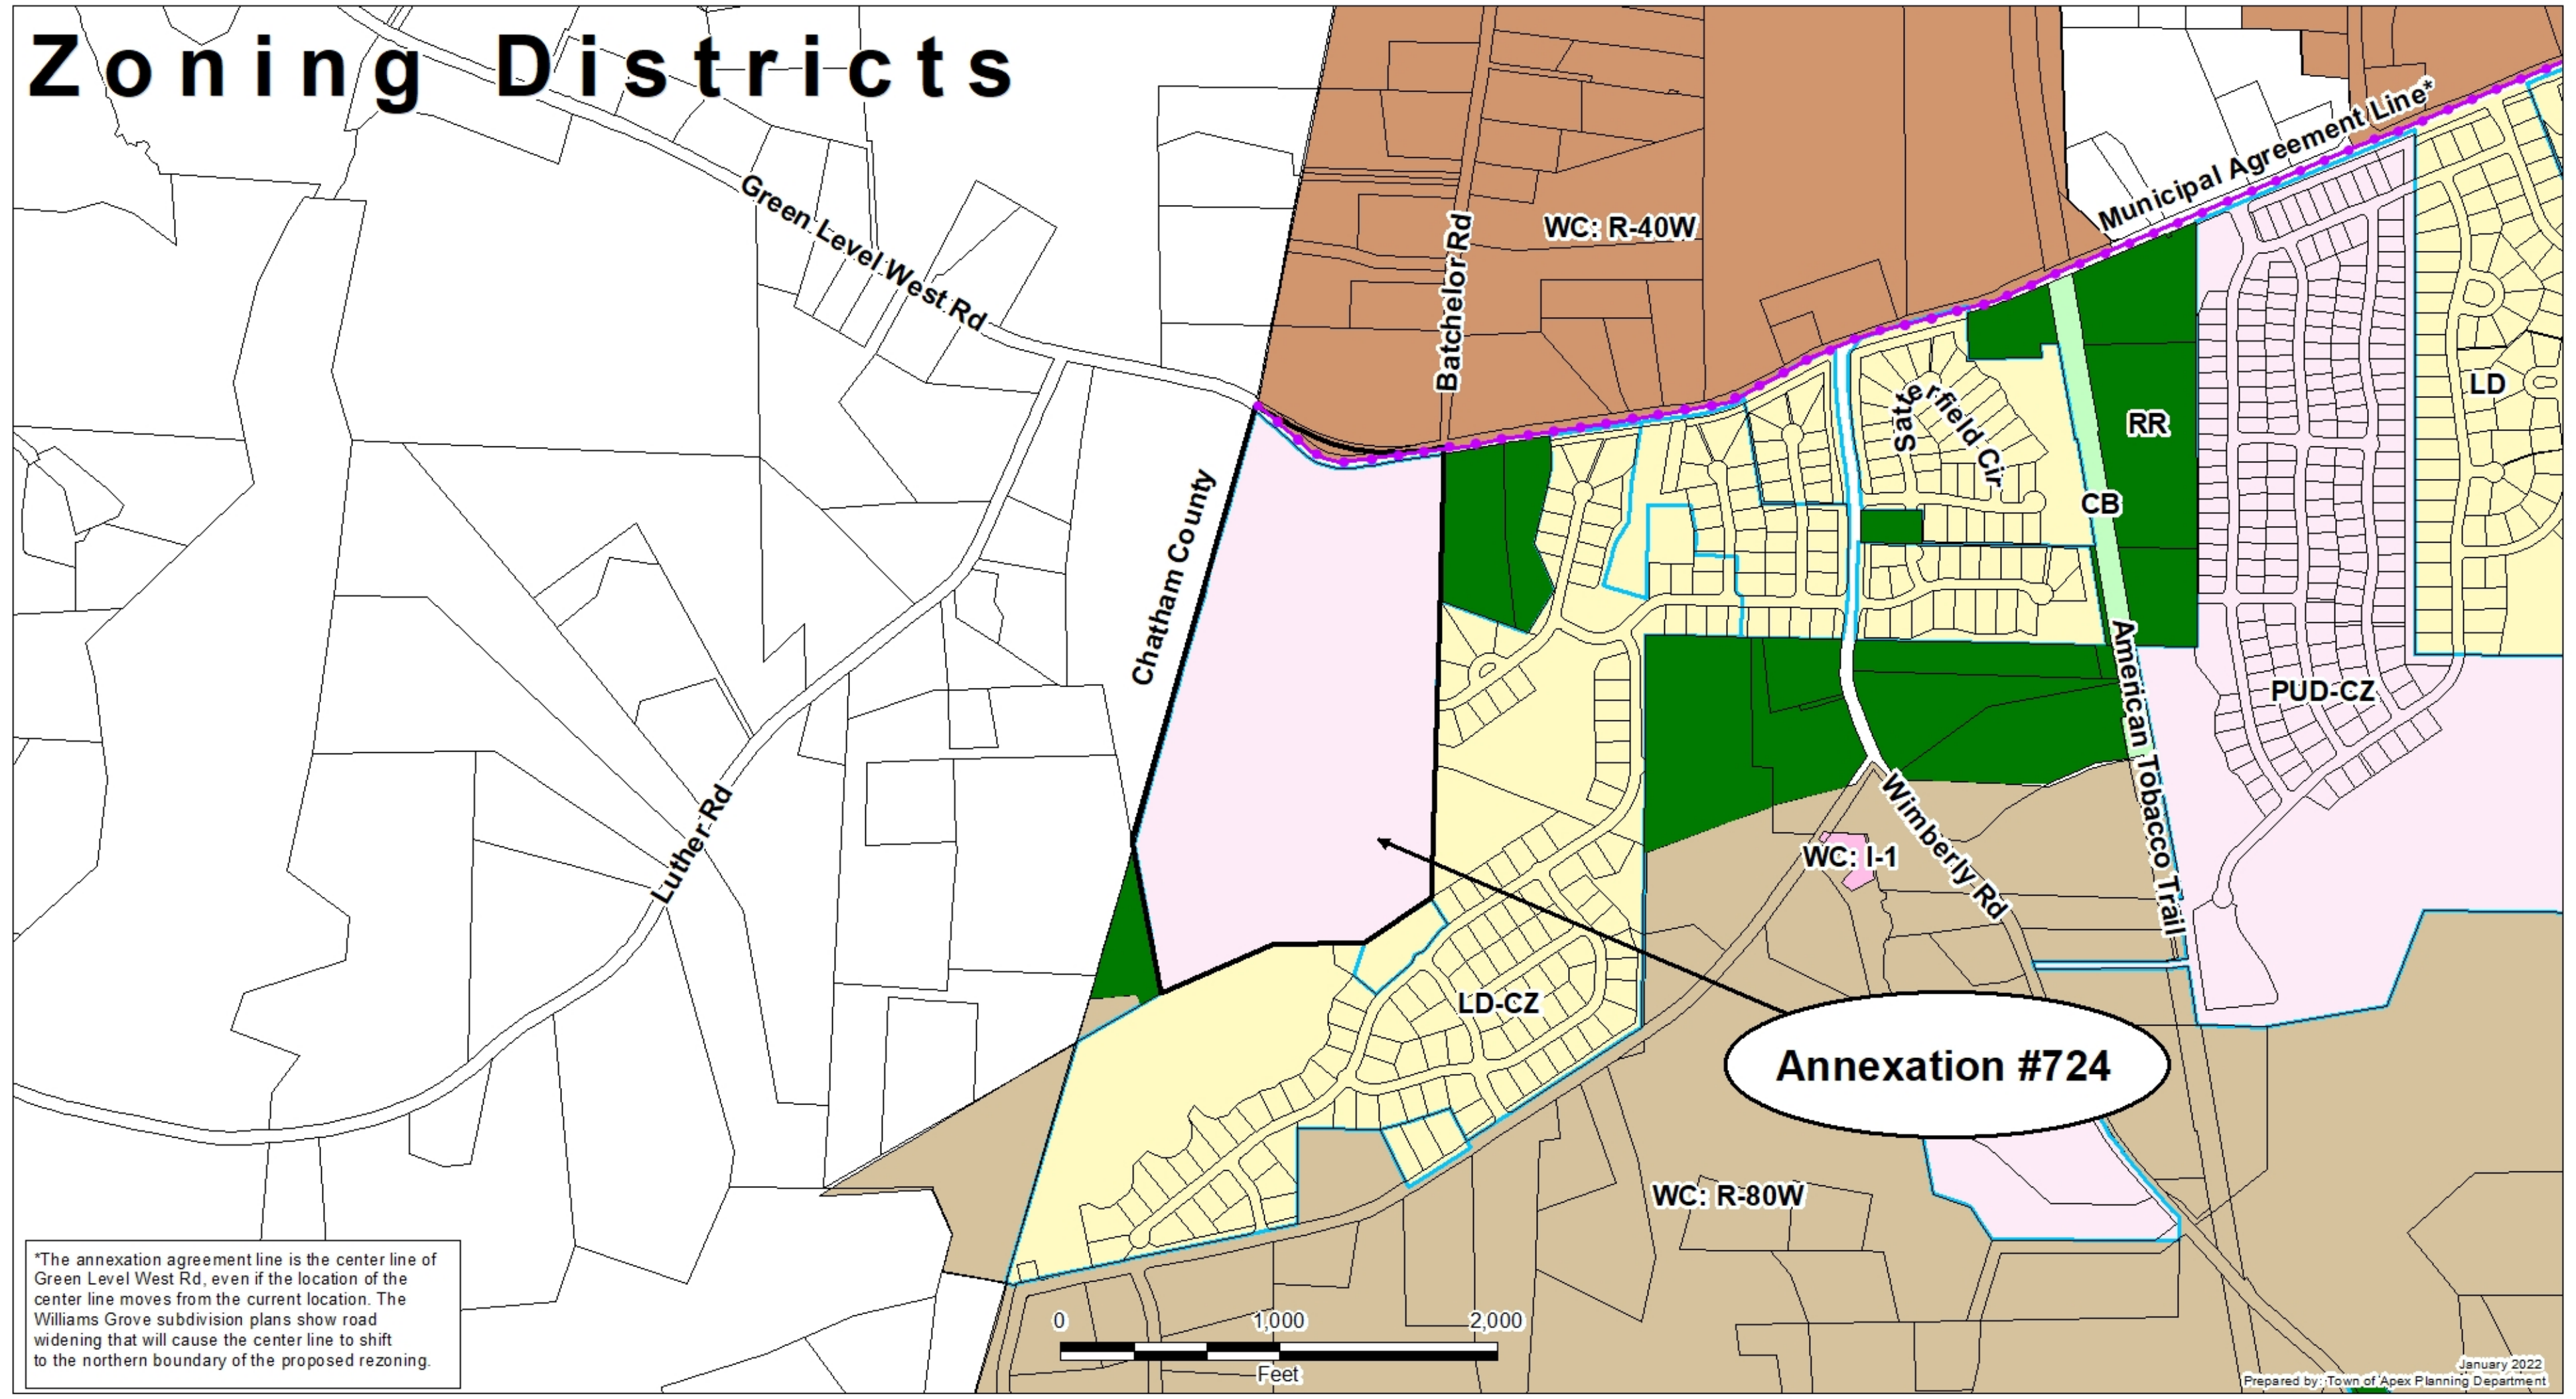 Zoning Districts
Municipal Agreement Line*
Green Level West Rd
Batchelor Rd
WC: R-40W
LD
Satterfield Cir
RR
CB
Chatham County
American Tobacco Trail
PUD-CZ
Luther Rd
Wimberly Rd
WC: I-1
LD-CZ
Annexation #724
WC: R-80W
*The annexation agreement line is the center line of
Green Level West Rd, even if the location of the
center line moves from the current location. The
Williams Grove subdivision plans show road
widening that will cause the center line to shift
to the northern boundary of the proposed rezoning.
0 1,000 2,000
Feet
January 2022
Prepared by: Town of Apex Planning Department